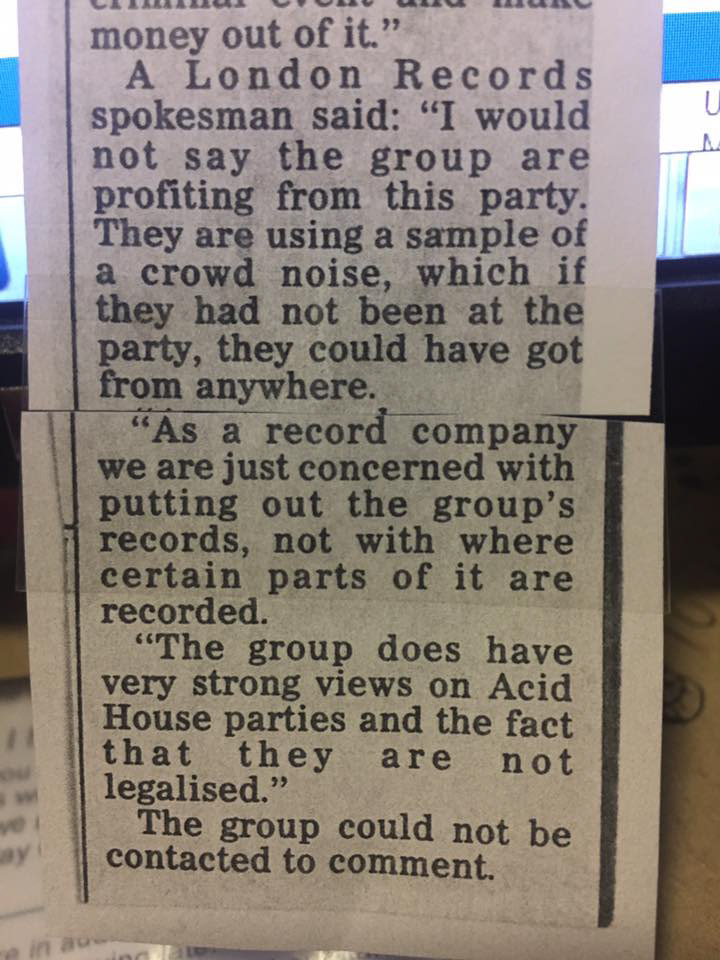 money out of it.”
A London Records
spokesman said: “I would
not say the group are
profiting from this party.
They are using a sample of
a crowd noise, which if
they had not been at the
party, they could have got
from anywhere.
“As a record company
we are just concerned with
putting out the group’s
records, not with where
certain parts of it are
recorded.
“The group does have
very strong views on Acid
House parties and the fact
that they are not
legalised.”
The group could not be
contacted to comment.